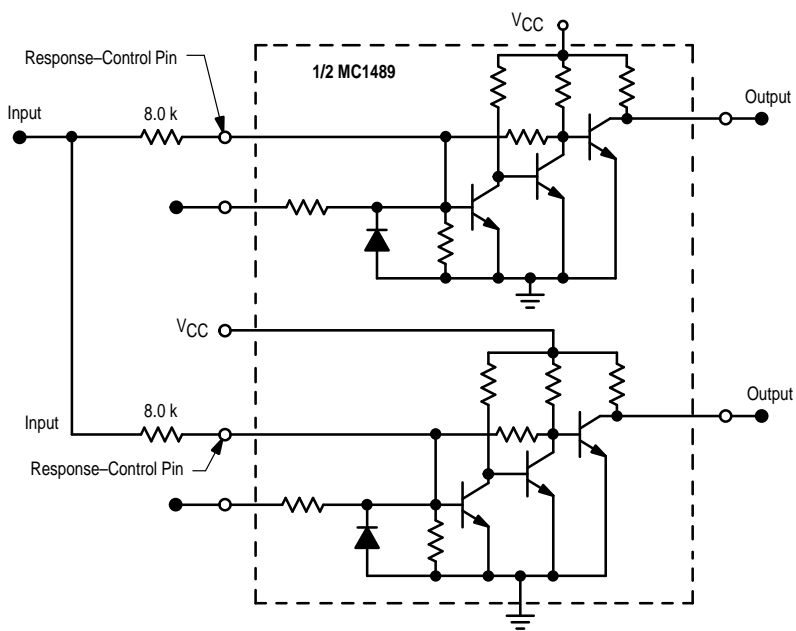 VCC
Response–Control Pin
1/2 MC1489
Input
8.0 k
Output
VCC
8.0 k
Input
Output
Response–Control Pin